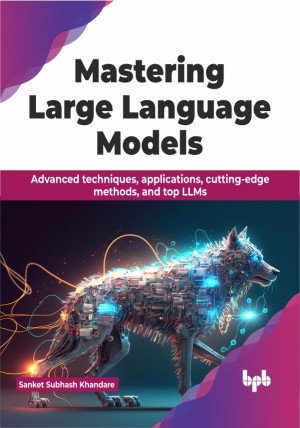 Mastering
Large Language
Models
Advanced techniques, applications, cutting-edge
methods, and top LLMs
Sanket Subhash Khandare
bpb